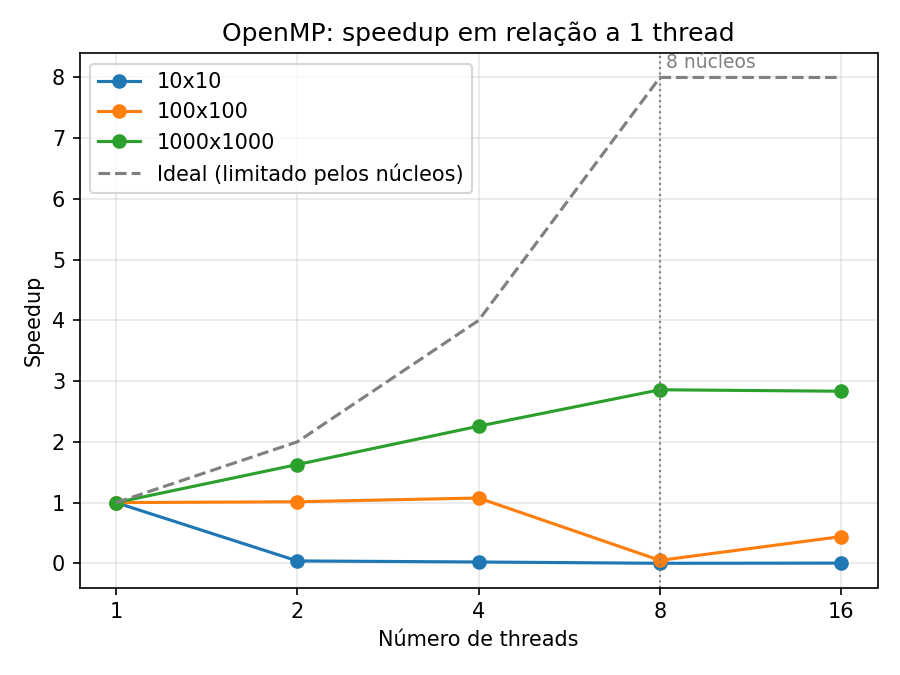 OpenMP: speedup em relação a 1 thread
8 núcleos
10x10
100x100
1000x1000
Ideal (limitado pelos núcleos)
Speedup
8
7
6
5
4
3
2
1
0
1 2 4 8 16
Número de threads